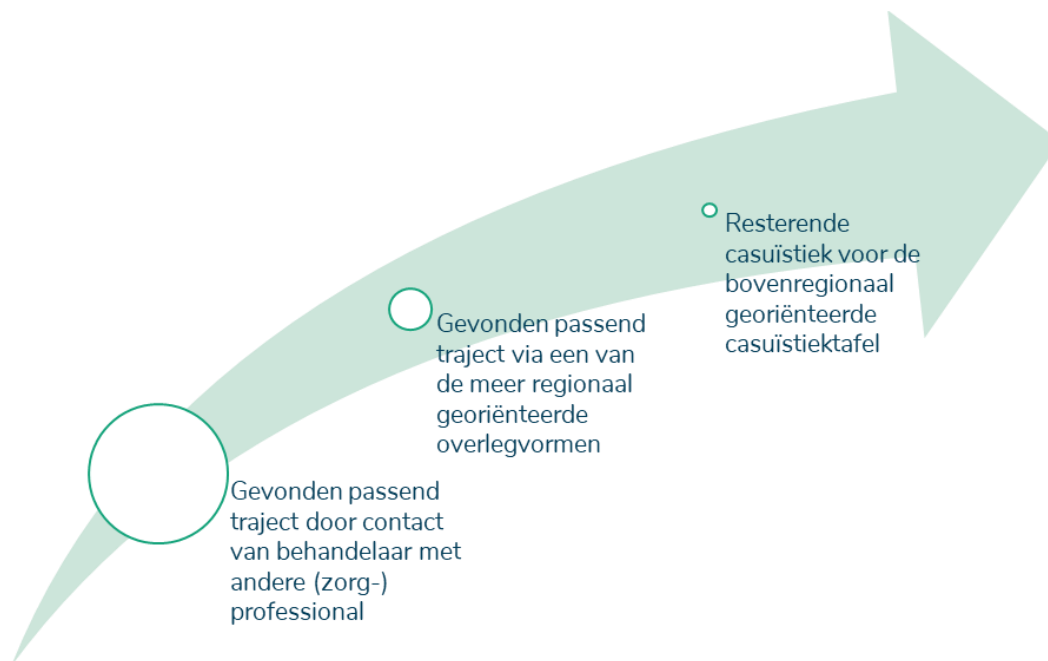 Resterende
casuïstiek voor de
bovenregionaal
georiënteerde
casuïstiektafel
Gevonden passend
traject via een van
de meer regionaal
georiënteerde
overlegvormen
Gevonden passend
traject door contact
van behandelaar met
andere (zorg-)
professional